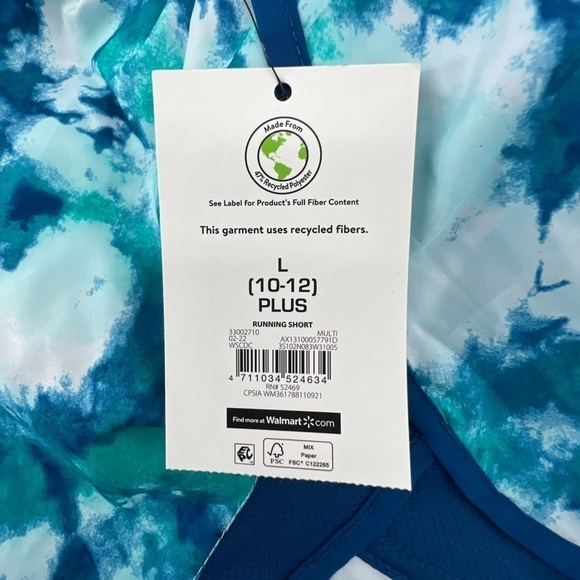 Made From
47% Recycled Polyester
See Label for Product's Full Fiber Content
This garment uses recycled fibers.
L
(10-12)
PLUS
RUNNING SHORT
33002710 MULTI
02-22 AX13100057791D
WSCDC 3S102N083W3100S
4 711034 524634
RN# 52469
CPSIA WM361788110921
Find more at Walmart.com
FSC
MIX
Paper
FSC® C122265